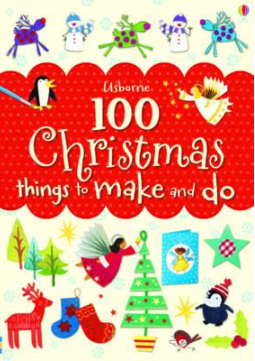 Usborne
100
Christmas
things to make and do